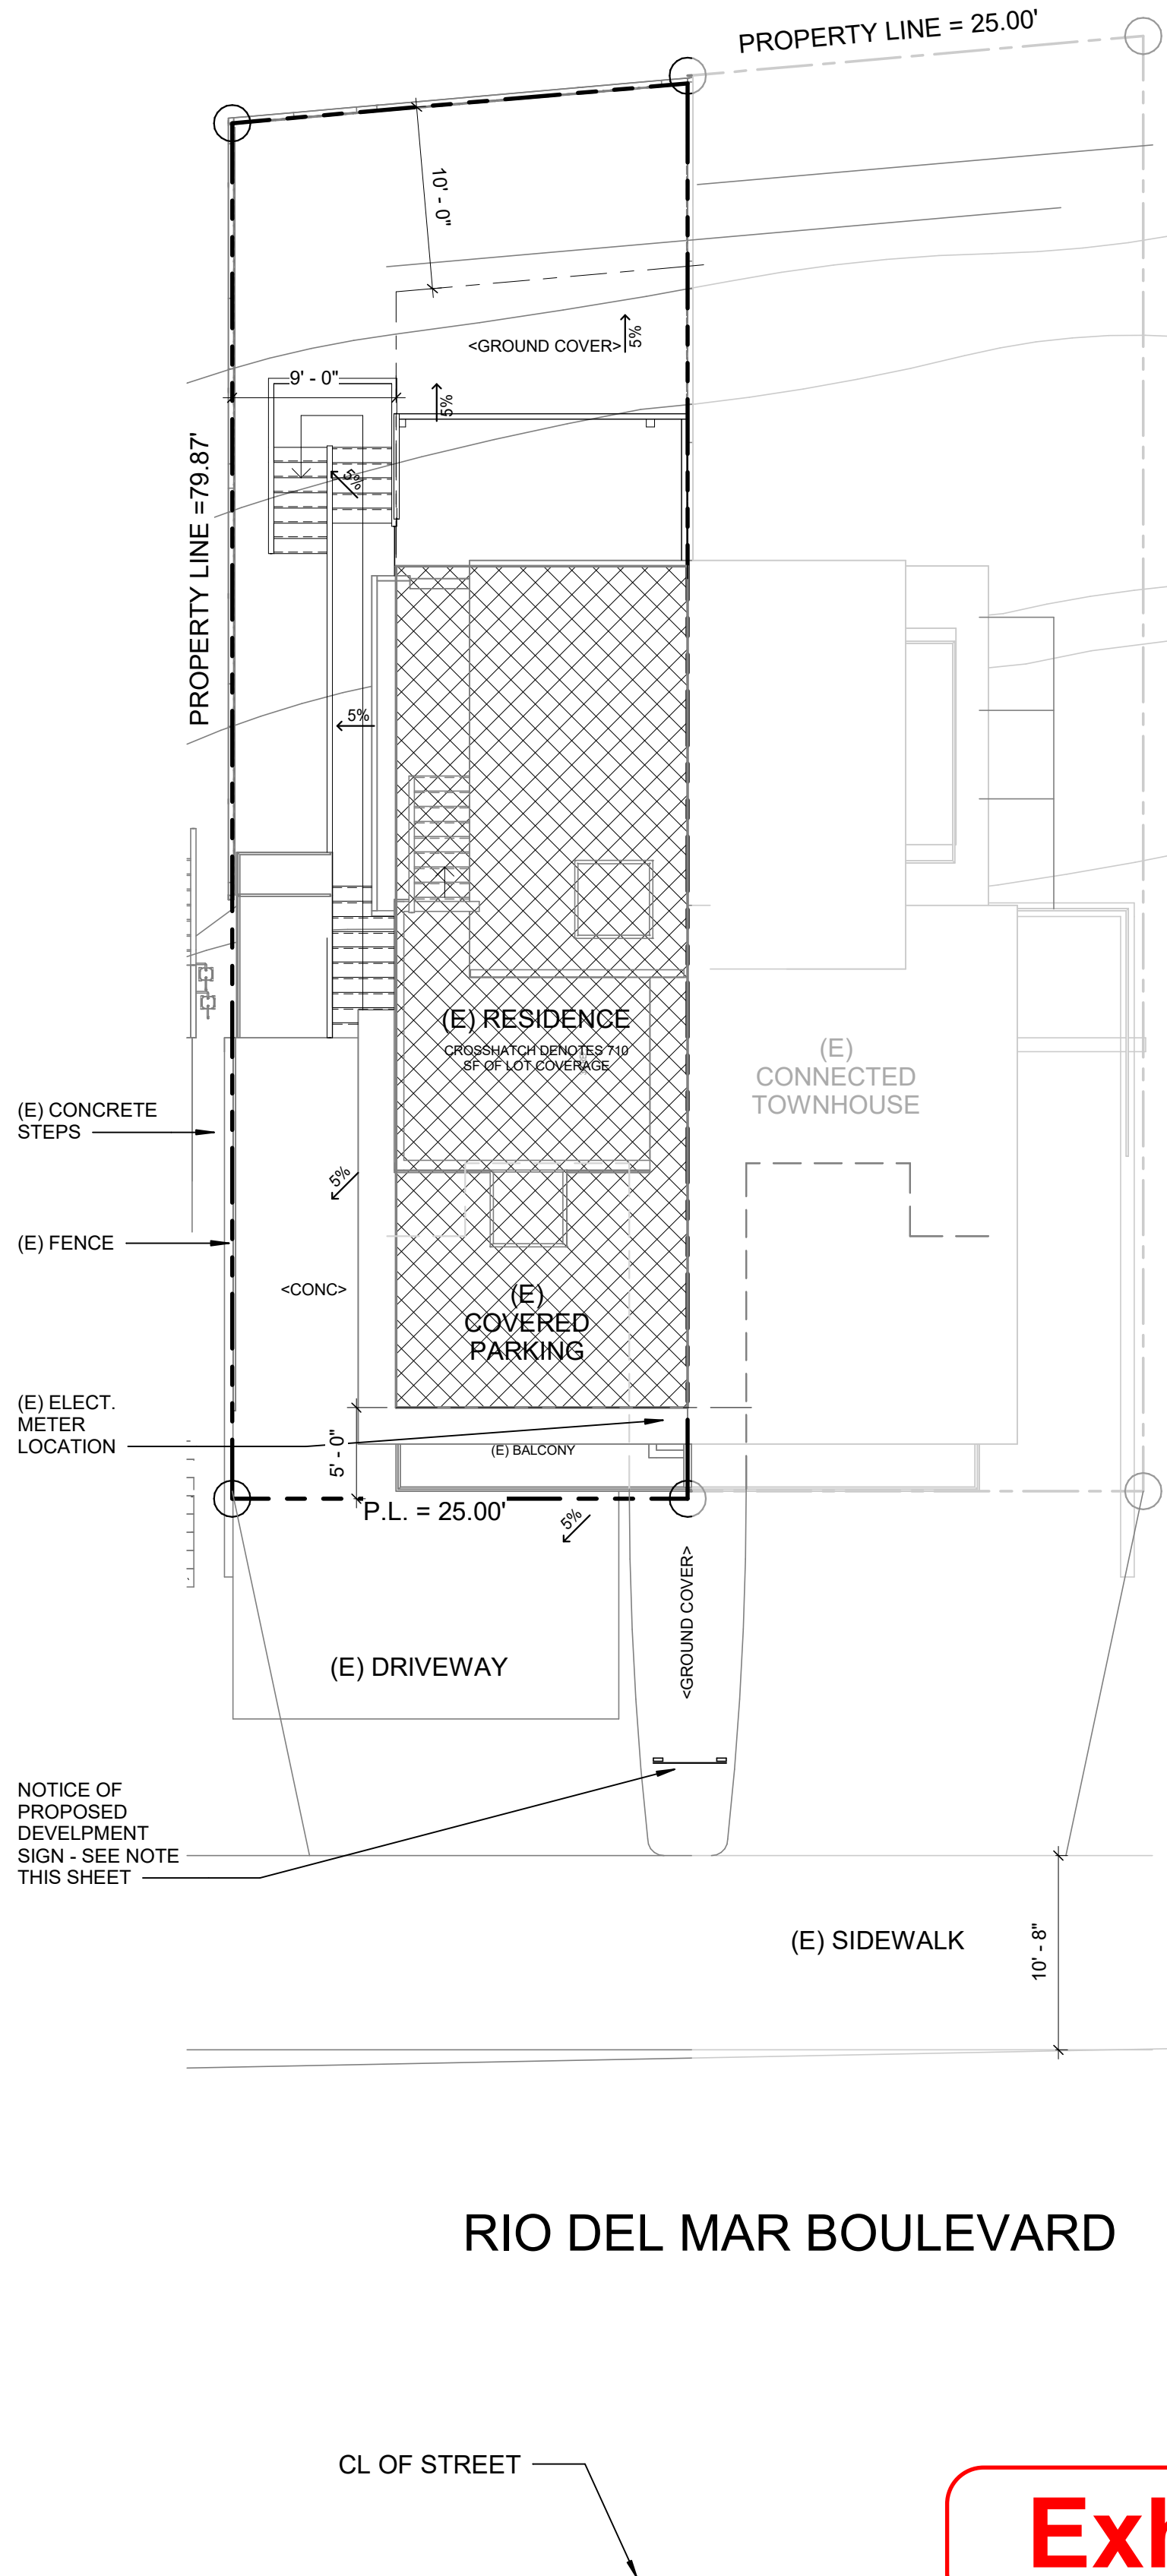 PROPERTY LINE = 25.00'
10' - 0"
<GROUND COVER>
5%
9' - 0"
5%
5%
PROPERTY LINE =79.87'
5%
(E) RESIDENCE
CROSSHATCH DENOTES 710
SF OF LOT COVERAGE
(E)
CONNECTED
TOWNHOUSE
(E) CONCRETE
STEPS
5%
(E) FENCE
<CONC>
(E)
COVERED
PARKING
(E) ELECT.
METER
LOCATION
5' - 0"
(E) BALCONY
P.L. = 25.00'
5%
<GROUND COVER>
(E) DRIVEWAY
NOTICE OF
PROPOSED
DEVELPMENT
SIGN - SEE NOTE
THIS SHEET
(E) SIDEWALK
10' - 8"
RIO DEL MAR BOULEVARD
CL OF STREET